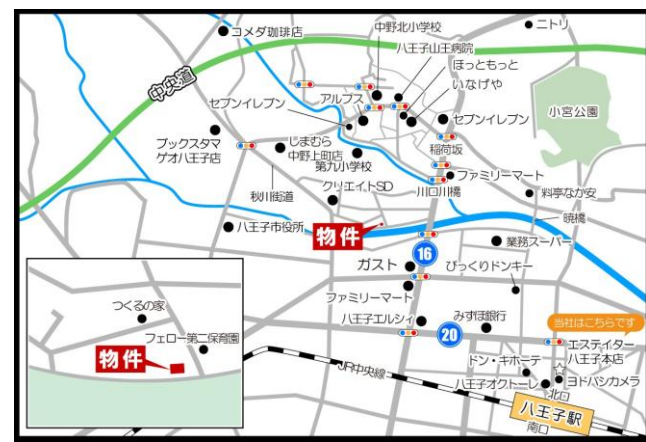 コメダ珈琲店
中野北小学校
ニトリ
八王子山王病院
ほっともっと
いなげや
中央道
アルプス
セブンイレブン
セブンイレブン
小宮公園
ブックスタマ
ゲオ八王子店
しまむら
中野上町店
第九小学校
稲荷坂
ファミリーマート
秋川街道
クリエイトSD
川口川橋
料亭なか安
暁橋
八王子市役所
物件
16
業務スーパー
ガスト
びっくりドンキー
ファミリーマート
つくるの家
八王子エルシィ
みずほ銀行
当社はこちらです
20
エステイター
八王子本店
フェロー第二保育園
物件
JR中央線
ドン・キホーテ
八王子オクトーレ
ヨドバシカメラ
北口
八王子駅
南口